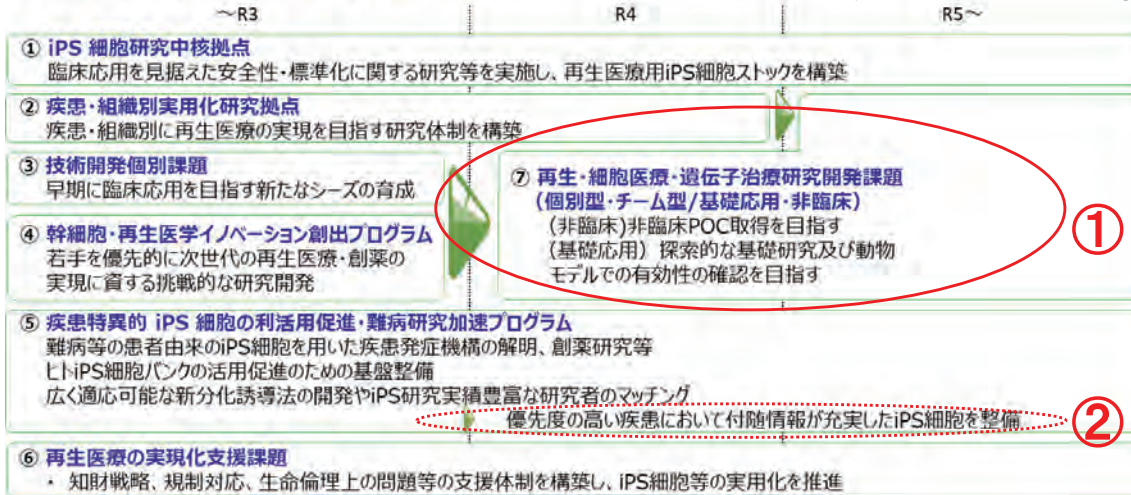 ～R3
R4
R5～
① iPS 細胞研究中核拠点
臨床応用を見据えた安全性・標準化に関する研究等を実施し、再生医療用iPS細胞ストックを構築
② 疾患・組織別実用化研究拠点
疾患・組織別に再生医療の実現を目指す研究体制を構築
③ 技術開発個別課題
早期に臨床応用を目指す新たなシーズの育成
④ 幹細胞・再生医学イノベーション創出プログラム
若手を優先的に次世代の再生医療・創薬の
実現に資する挑戦的な研究開発
⑦ 再生・細胞医療・遺伝子治療研究開発課題
（個別型・チーム型/基礎応用・非臨床）
（非臨床)非臨床POC取得を目指す
（基礎応用）探索的な基礎研究及び動物
モデルでの有効性の確認を目指す
①
⑤ 疾患特異的 iPS 細胞の利活用促進・難病研究加速プログラム
難病等の患者由来のiPS細胞を用いた疾患発症機構の解明、創薬研究等
ヒトiPS細胞バンクの活用促進のための基盤整備
広く適応可能な新分化誘導法の開発やiPS研究実績豊富な研究者のマッチング
優先度の高い疾患において付随情報が充実したiPS細胞を整備
②
⑥ 再生医療の実現化支援課題
・ 知財戦略、規制対応、生命倫理上の問題等の支援体制を構築し、iPS細胞等の実用化を推進